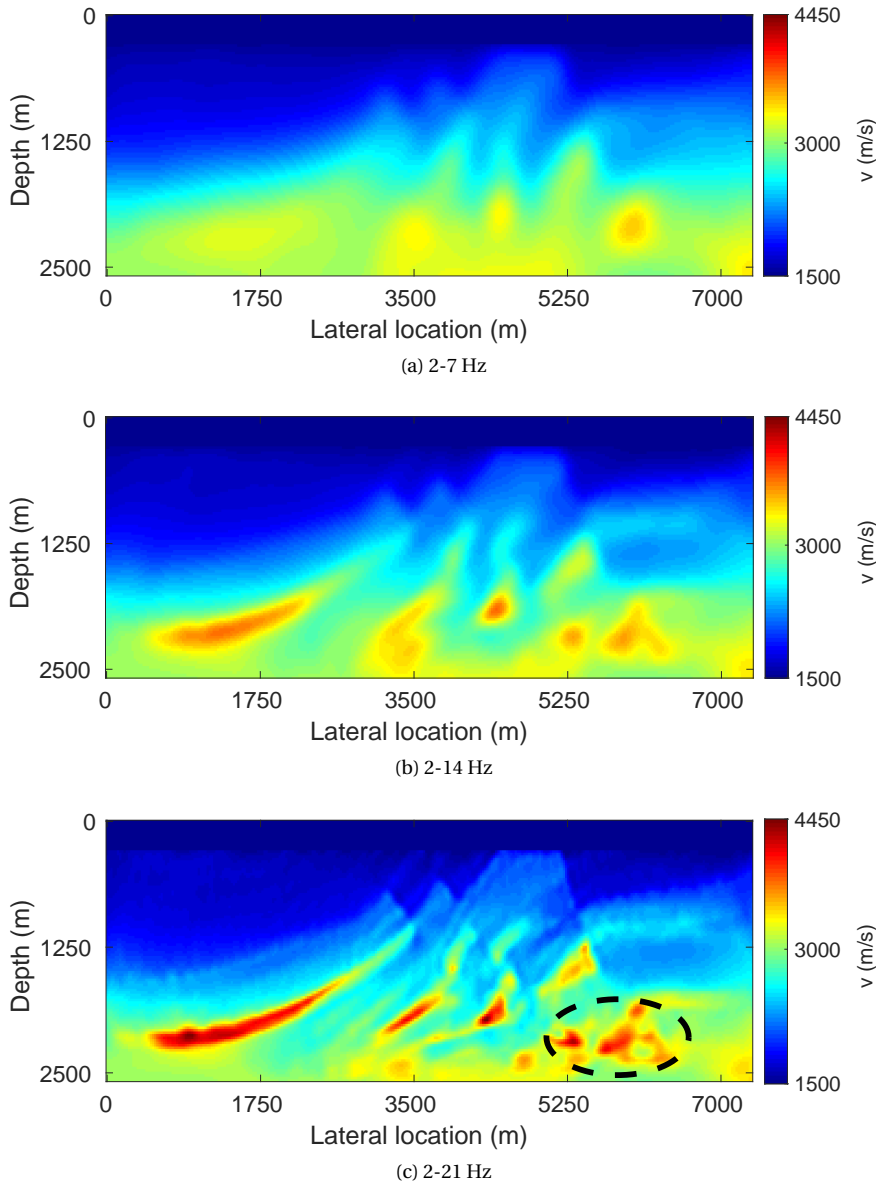 0
1250
2500
Depth (m)
0
1750
3500
5250
7000
Lateral location (m)
4450
3000
1500
v (m/s)
(a) 2-7 Hz
0
1250
2500
Depth (m)
0
1750
3500
5250
7000
Lateral location (m)
4450
3000
1500
v (m/s)
(b) 2-14 Hz
0
1250
2500
Depth (m)
0
1750
3500
5250
7000
Lateral location (m)
4450
3000
1500
v (m/s)
(c) 2-21 Hz